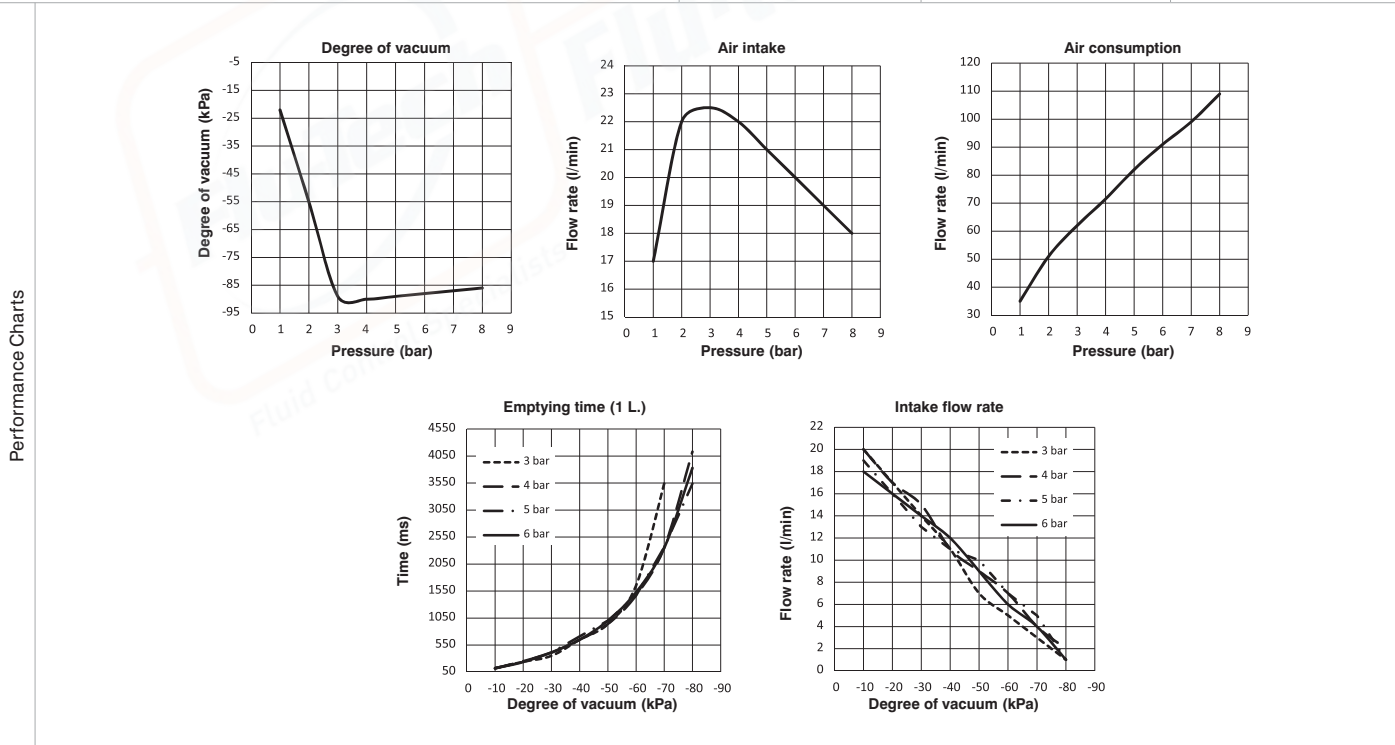 Performance Charts
Degree of vacuum
Degree of vacuum (kPa)
-5
-15
-25
-35
-45
-55
-65
-75
-85
-95
0 1 2 3 4 5 6 7 8 9
Pressure (bar)
Air intake
Flow rate (l/min)
24
23
22
21
20
19
18
17
16
15
0 1 2 3 4 5 6 7 8 9
Pressure (bar)
Air consumption
Flow rate (l/min)
120
110
100
90
80
70
60
50
40
30
0 1 2 3 4 5 6 7 8 9
Pressure (bar)
Emptying time (1 L.)
Time (ms)
4550
4050
3550
3050
2550
2050
1550
1050
550
50
3 bar
4 bar
5 bar
6 bar
0 -10 -20 -30 -40 -50 -60 -70 -80 -90
Degree of vacuum (kPa)
Intake flow rate
Flow rate (l/min)
22
20
18
16
14
12
10
8
6
4
2
0
3 bar
4 bar
5 bar
6 bar
0 -10 -20 -30 -40 -50 -60 -70 -80 -90
Degree of vacuum (kPa)